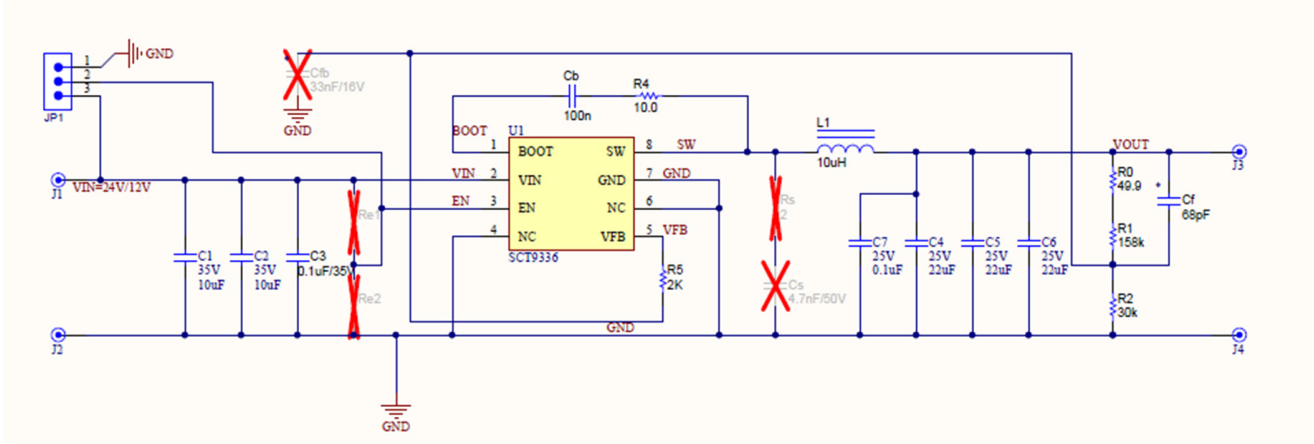 1
2
3
JP1
GND
Cfb
33nF/16V
GND
Cb
100n
R4
10.0
BOOT
U1
1
BOOT
SW
8
SW
VIN
2
VIN
GND
7
GND
EN
3
EN
NC
6
4
NC
VFB
5
VFB
SCT9336
J1
VIN=24V/12V
L1
10uH
VOUT
J3
R0
49.9
Cf
68pF
R1
158k
R2
30k
Re1
Re2
Rs
2
Cs
4.7nF/50V
C1
35V
10uF
C2
35V
10uF
C3
0.1uF/35V
R5
2K
C7
25V
0.1uF
C4
25V
22uF
C5
25V
22uF
C6
25V
22uF
GND
J2
J4
GND